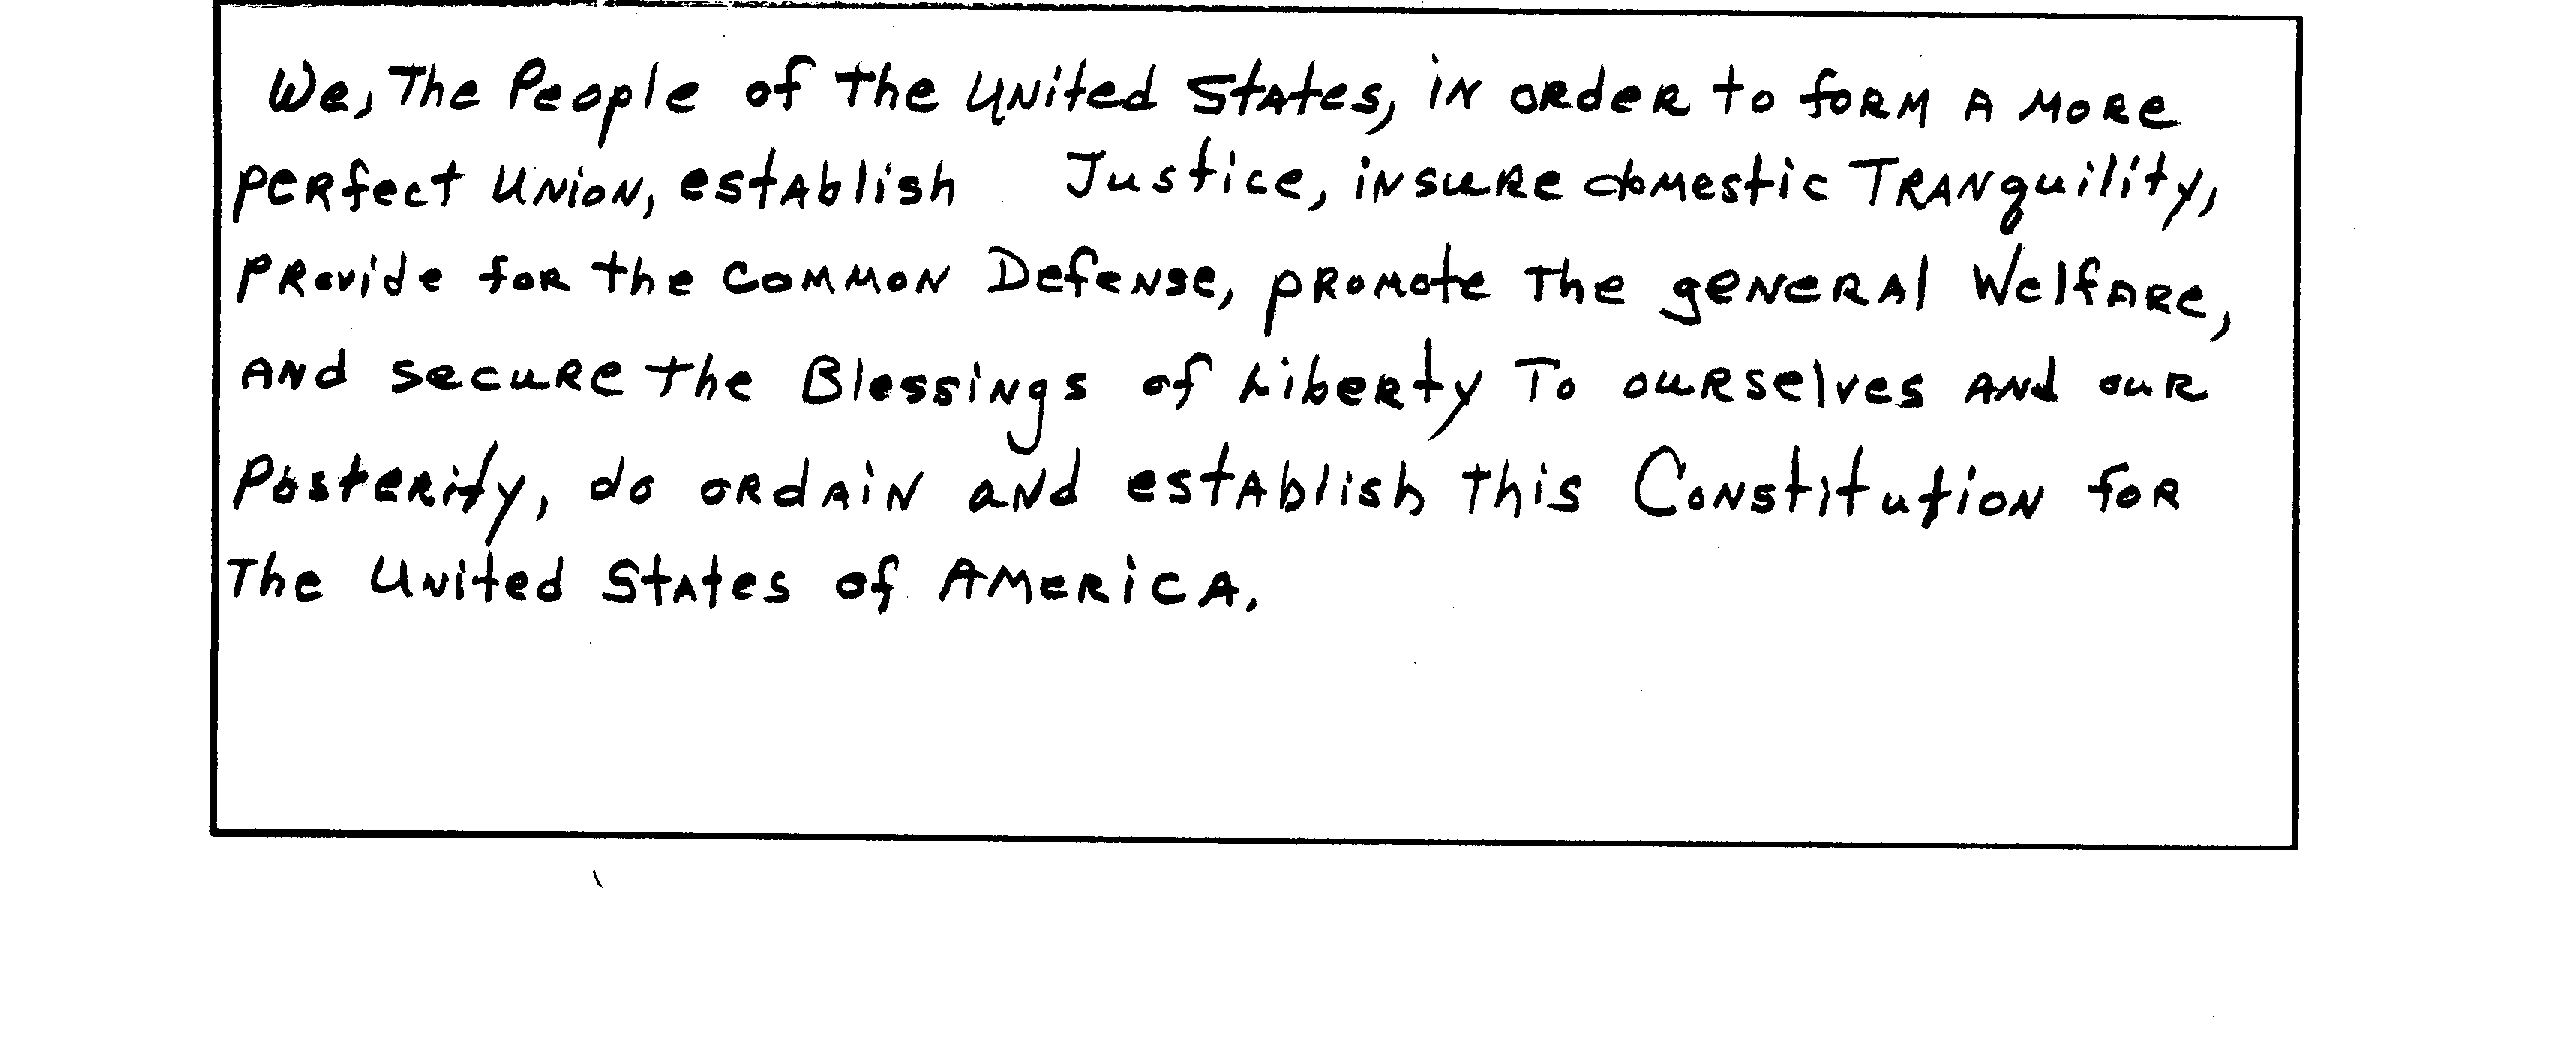 We, The People of the United States, in order to form a more
perfect Union, establish Justice, insure domestic Tranquility,
provide for the common Defense, promote the general Welfare,
and secure the Blessings of Liberty To ourselves and our
Posterity, do ordain and establish this Constitution for
The United States of America.